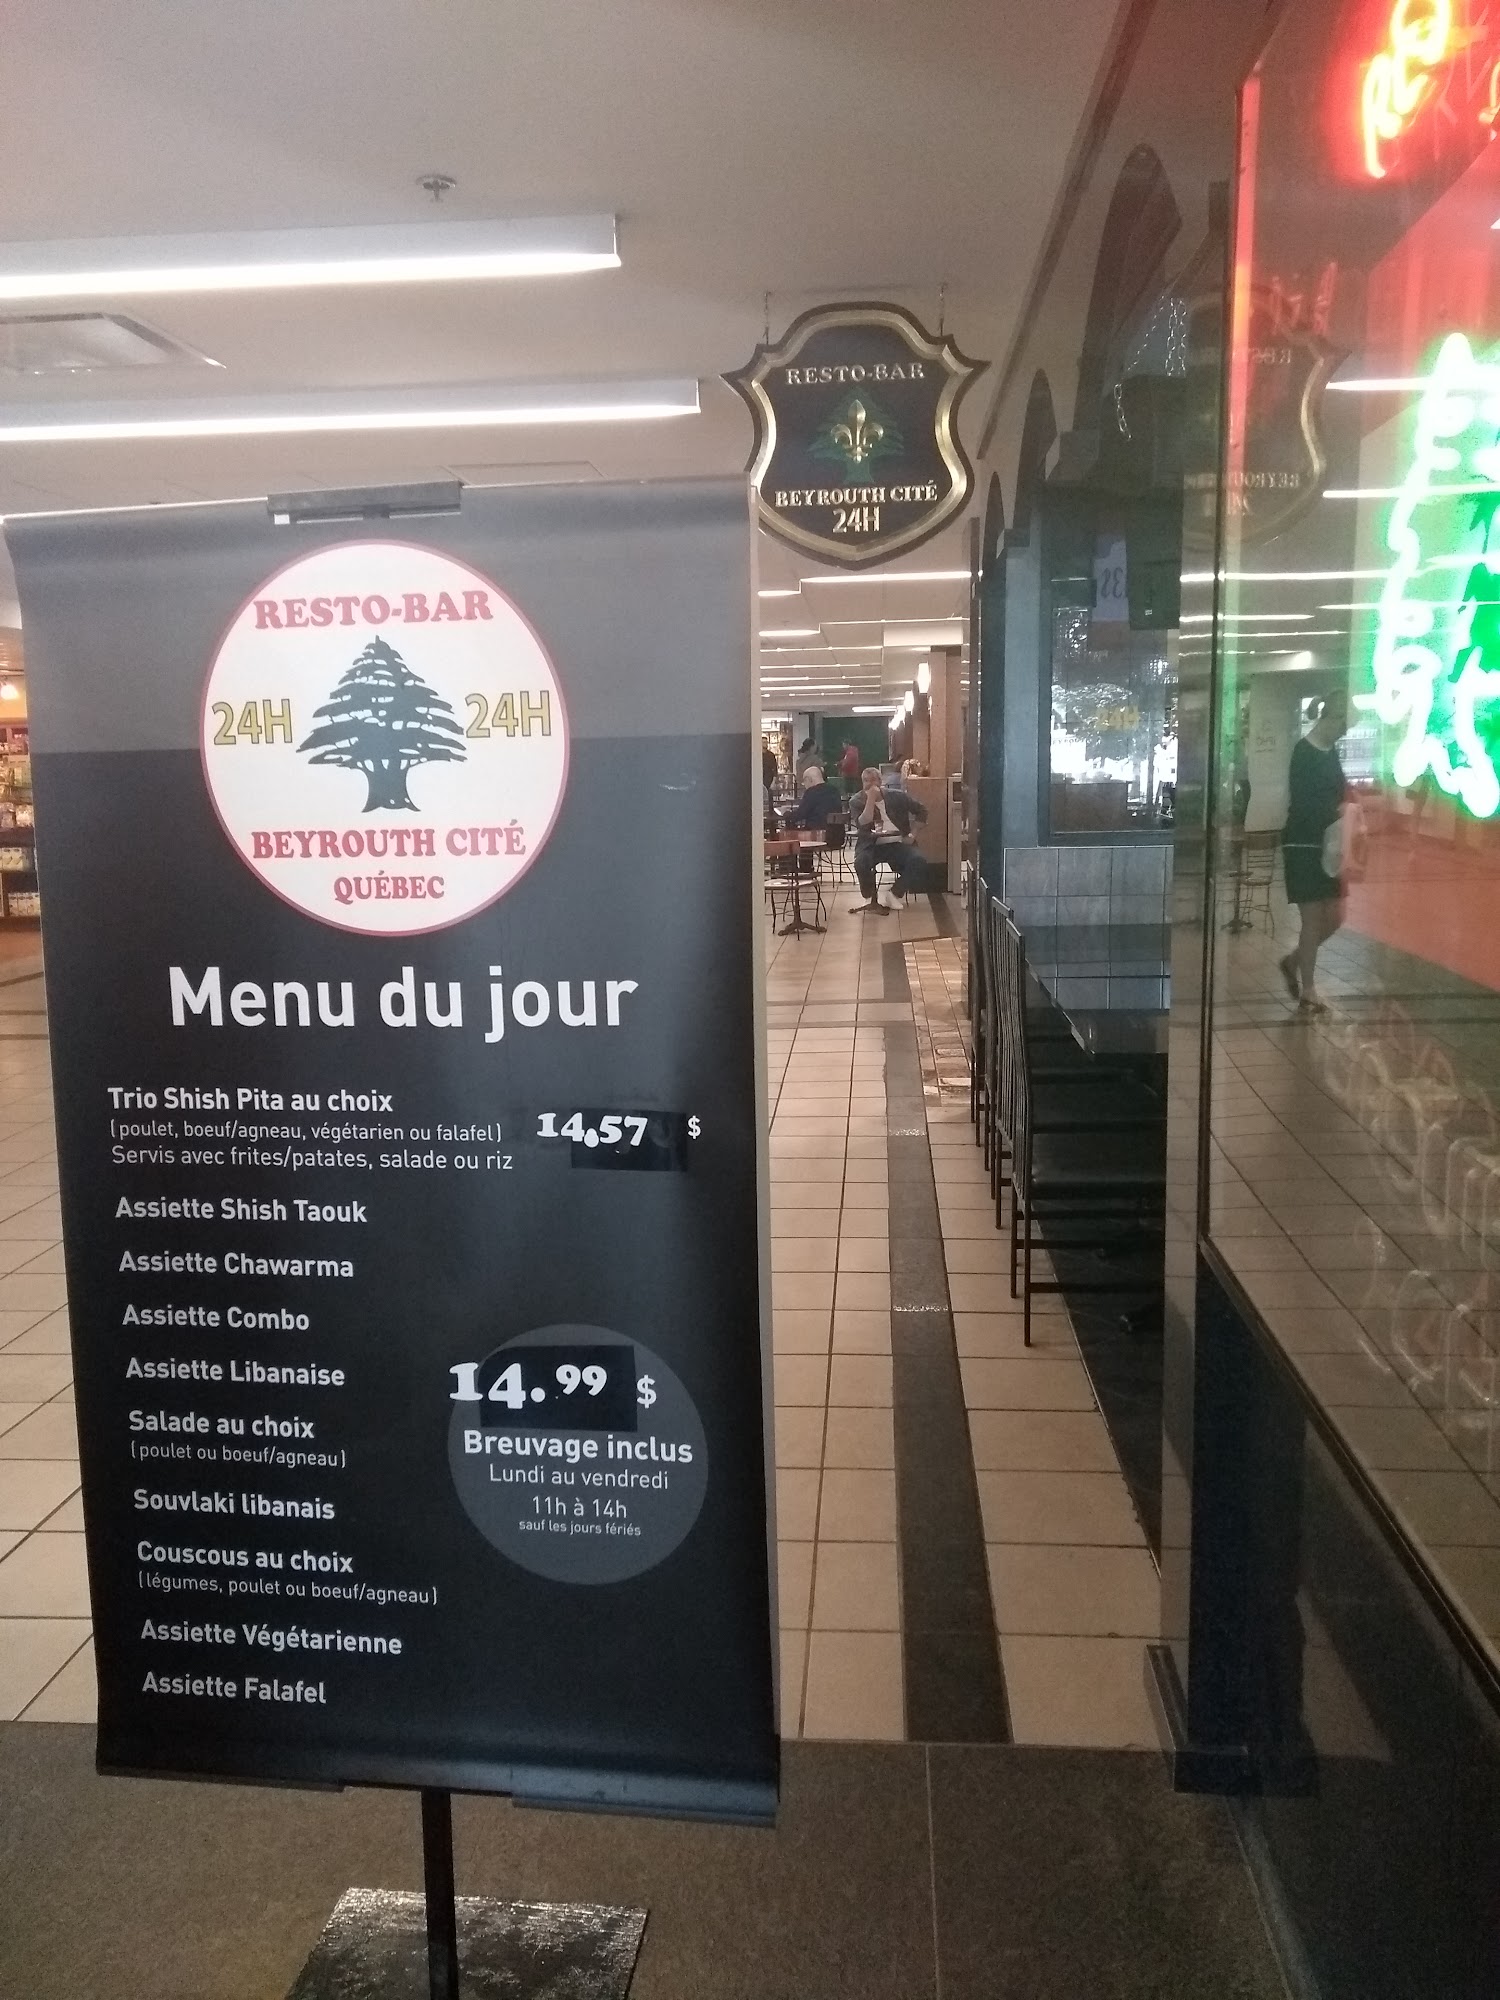 RESTO-BAR
BEYROUTH CITÉ
24H
RESTO-BAR
24H 24H
BEYROUTH CITÉ
QUÉBEC
Menu du jour
Trio Shish Pita au choix
(poulet, boeuf/agneau, végétarien ou falafel)
Servis avec frites/patates, salade ou riz
14.57 $
Assiette Shish Taouk
Assiette Chawarma
Assiette Combo
Assiette Libanaise
Salade au choix
(poulet ou boeuf/agneau)
Souvlaki libanais
Couscous au choix
(légumes, poulet ou boeuf/agneau)
Assiette Végétarienne
Assiette Falafel
14.99 $
Breuvage inclus
Lundi au vendredi
11h à 14h
sauf les jours fériés